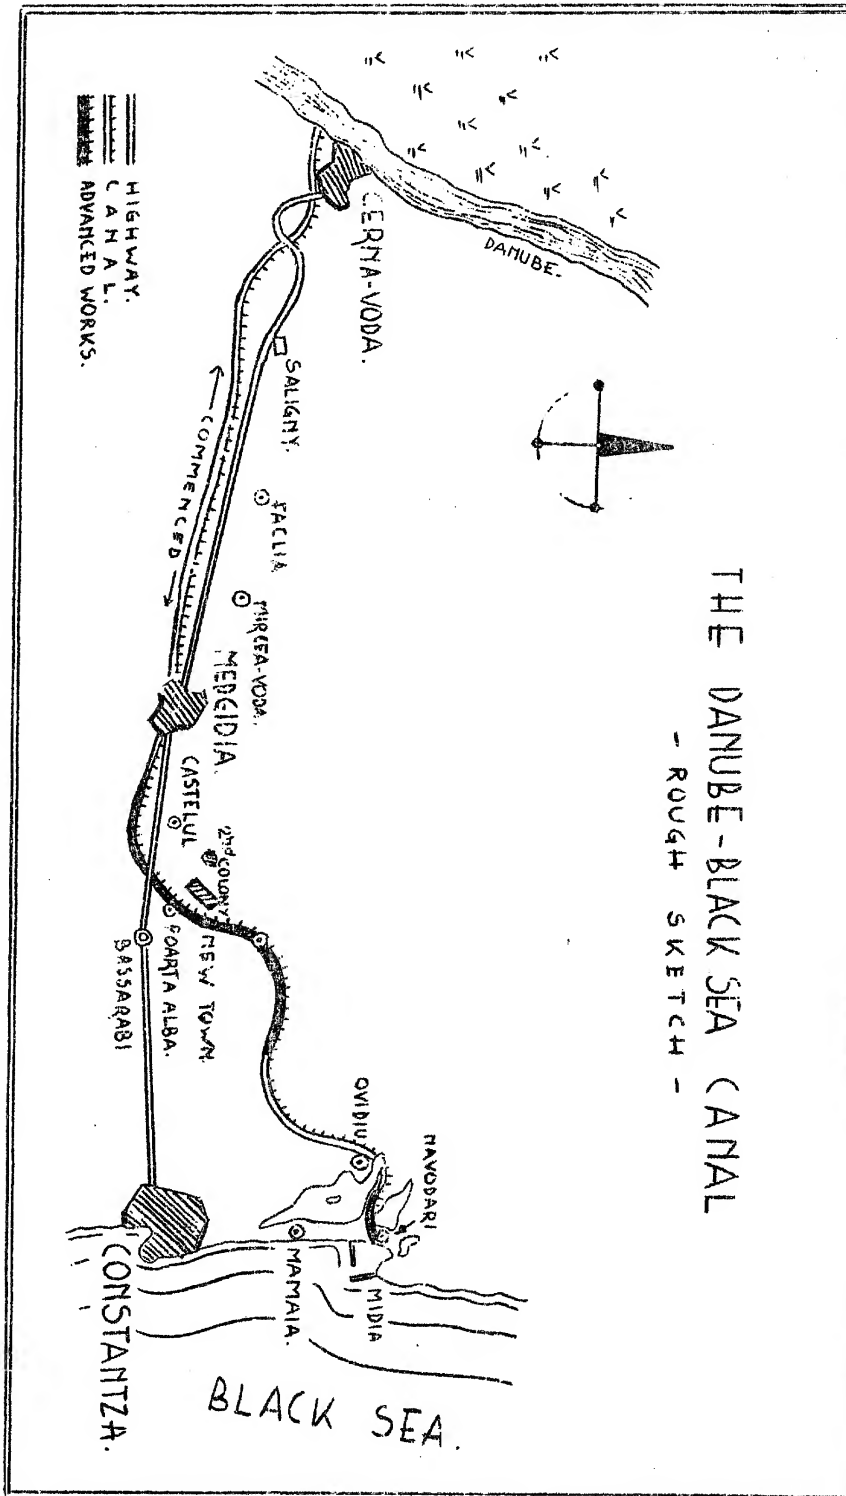 THE DANUBE-BLACK SEA CANAL
- ROUGH SKETCH -
DANUBE.
CERNA-VODA.
SALIGNY.
FACLIA
MIRCEA-VODA.
MEDGIDIA.
← COMMENCED →
CASTELUL
2nd COLONY
NEW TOWN.
POARTA ALBA.
BASSARABI
OVIDIU
NAVODARI
MIDIA
MAMAIA.
CONSTANTZA.
BLACK SEA.
HIGHWAY.
CANAL.
ADVANCED WORKS.